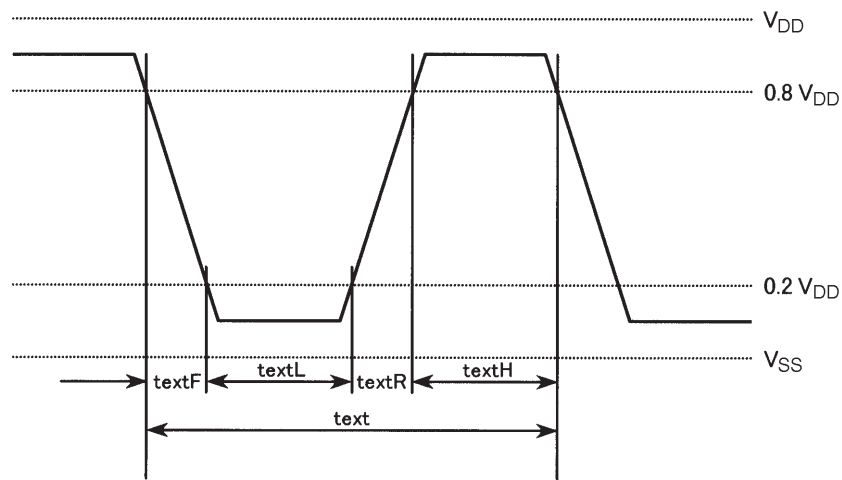 VDD
0.8 VDD
0.2 VDD
VSS
textF textL textR textH
text